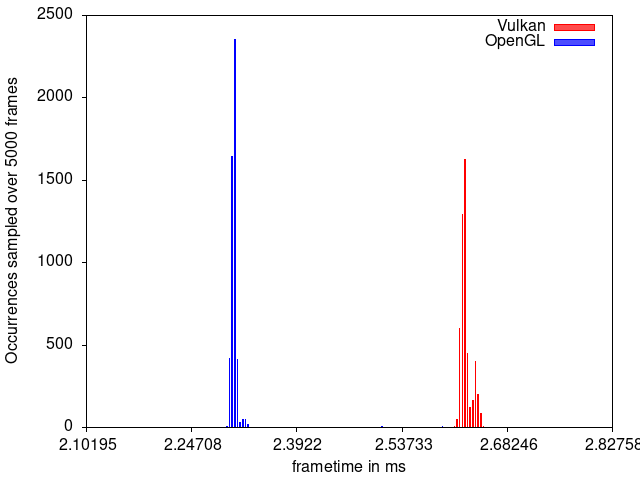 2500
2000
1500
1000
500
0
2.10195 2.24708 2.3922 2.53733 2.68246 2.82758
Occurrences sampled over 5000 frames
frametime in ms
Vulkan
OpenGL